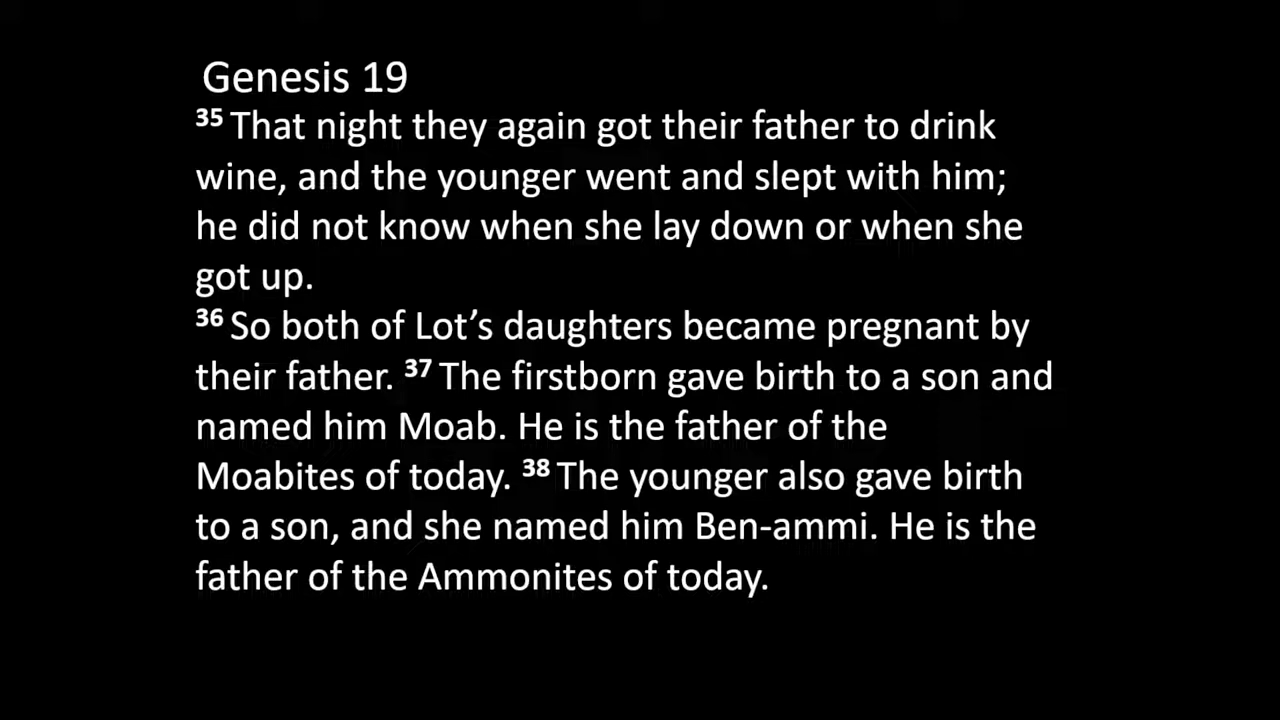 Genesis 19
35 That night they again got their father to drink
wine, and the younger went and slept with him;
he did not know when she lay down or when she
got up.
36 So both of Lot’s daughters became pregnant by
their father. 37 The firstborn gave birth to a son and
named him Moab. He is the father of the
Moabites of today. 38 The younger also gave birth
to a son, and she named him Ben-ammi. He is the
father of the Ammonites of today.